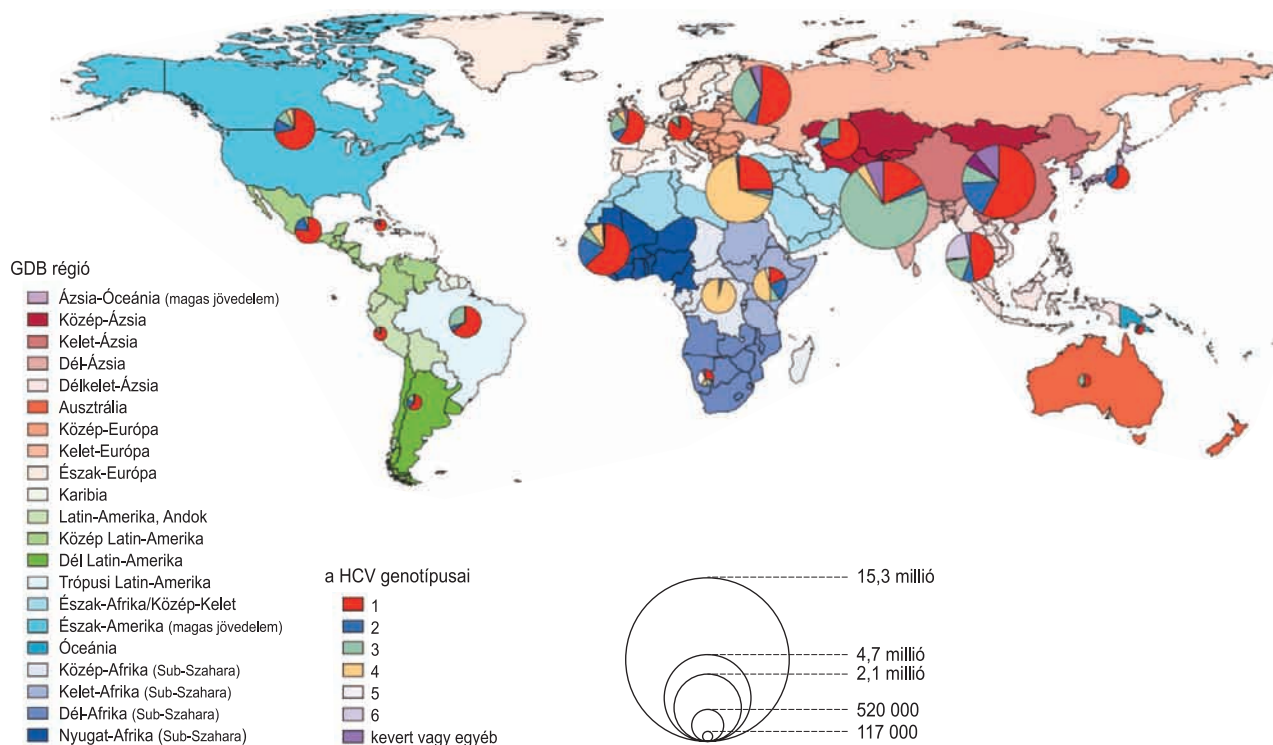 GDB régió
Ázsia-Óceánia (magas jövedelem)
Közép-Ázsia
Kelet-Ázsia
Dél-Ázsia
Délkelet-Ázsia
Ausztrália
Közép-Európa
Kelet-Európa
Észak-Európa
Karibia
Latin-Amerika, Andok
Közép Latin-Amerika
Dél Latin-Amerika
Trópusi Latin-Amerika
Észak-Afrika/Közép-Kelet
Észak-Amerika (magas jövedelem)
Óceánia
Közép-Afrika (Sub-Szahara)
Kelet-Afrika (Sub-Szahara)
Dél-Afrika (Sub-Szahara)
Nyugat-Afrika (Sub-Szahara)
a HCV genotípusai
1
2
3
4
5
6
kevert vagy egyéb
15,3 millió
4,7 millió
2,1 millió
520 000
117 000